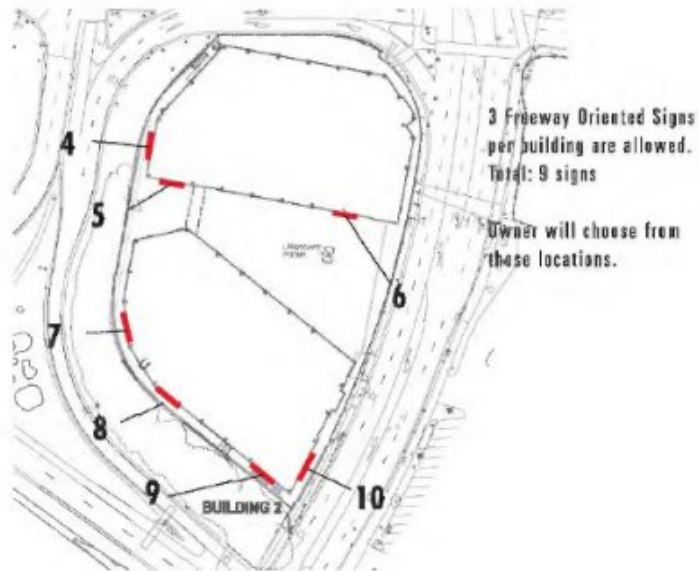 3 Freeway Oriented Signs
per building are allowed.
Total: 9 signs
Owner will choose from
these locations.
4
5
6
7
8
9
10
BUILDING 2